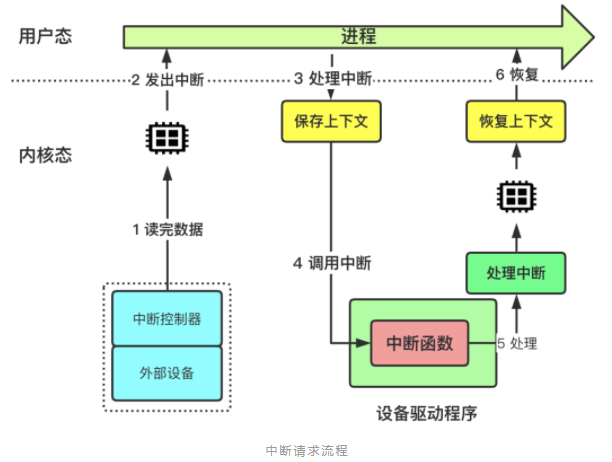 用户态
进程
2 发出中断
3 处理中断
6 恢复
保存上下文
恢复上下文
内核态
1 读完数据
4 调用中断
处理中断
中断控制器
中断函数
5 处理
外部设备
设备驱动程序
中断请求流程